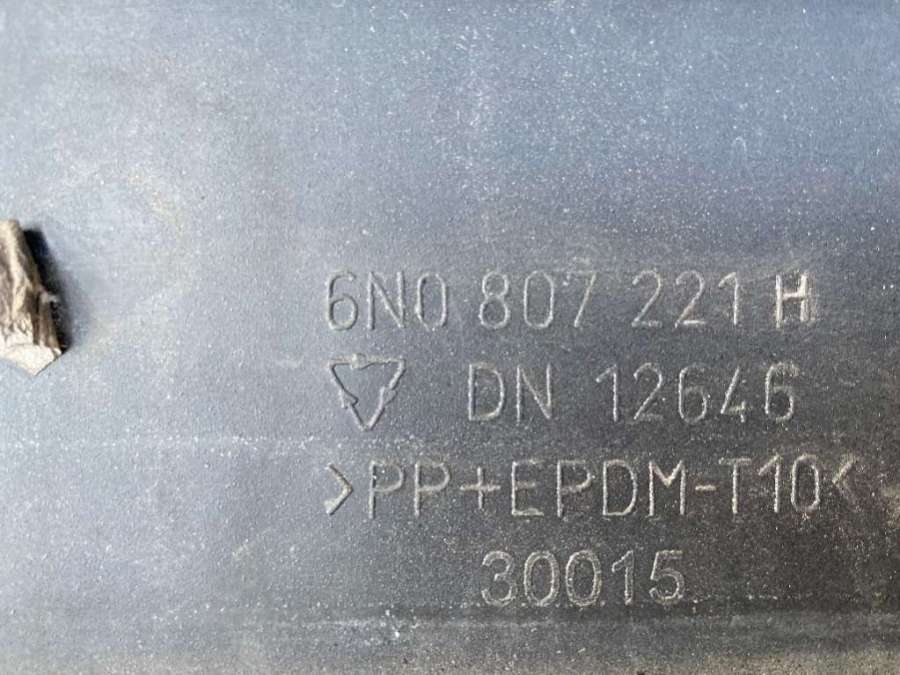 6N0 807 221 H
DN 12646
>PP+EPDM-T10<
30015